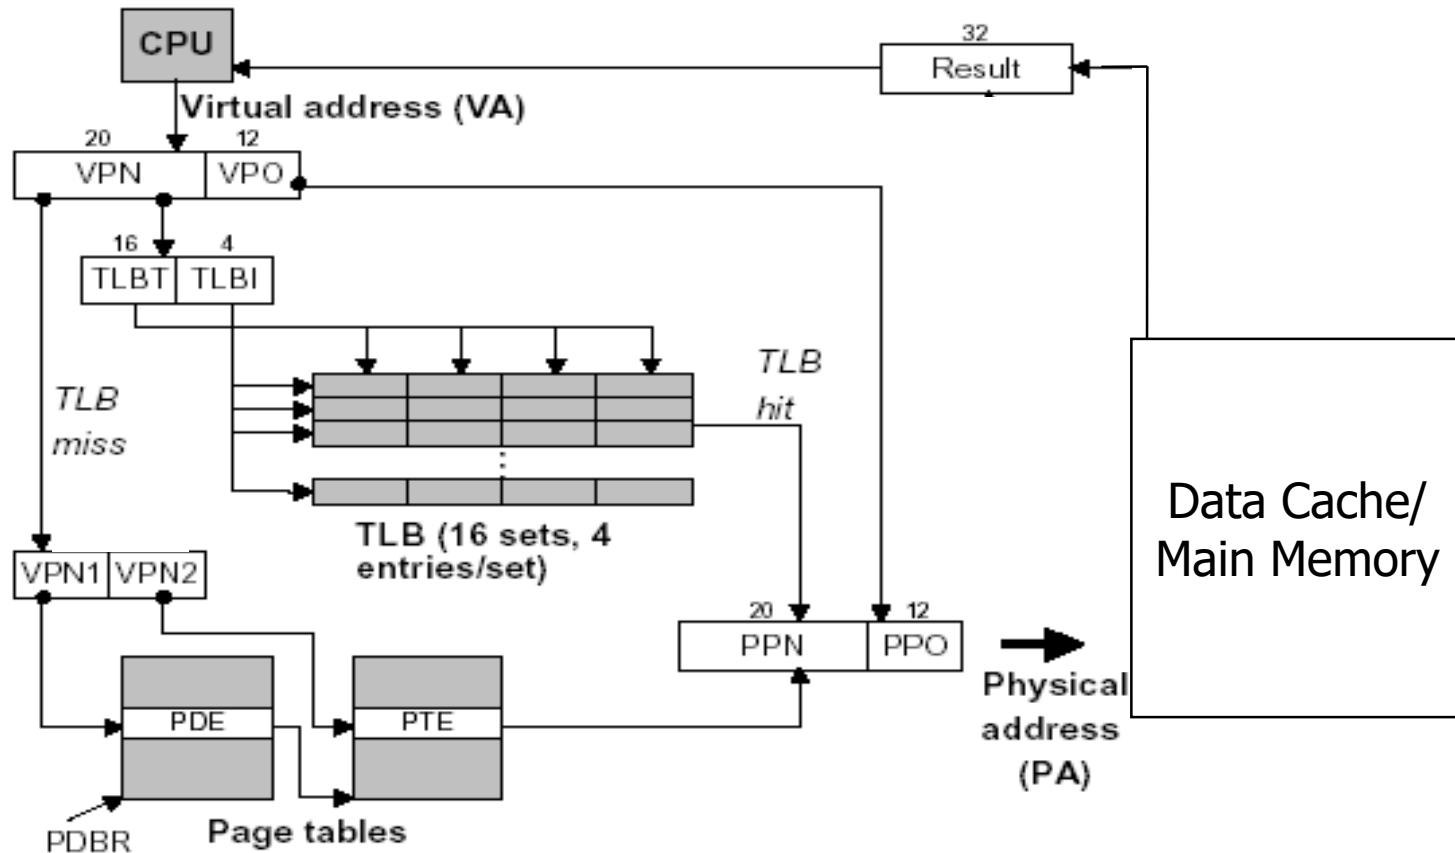 CPU
32
Result
Virtual address (VA)
20
12
VPN
VPO
16
4
TLBT
TLBI
TLB
miss
TLB
hit
TLB (16 sets, 4
entries/set)
Data Cache/
Main Memory
VPN1
VPN2
20
12
PPN
PPO
Physical
address
(PA)
PDE
PTE
PDBR
Page tables